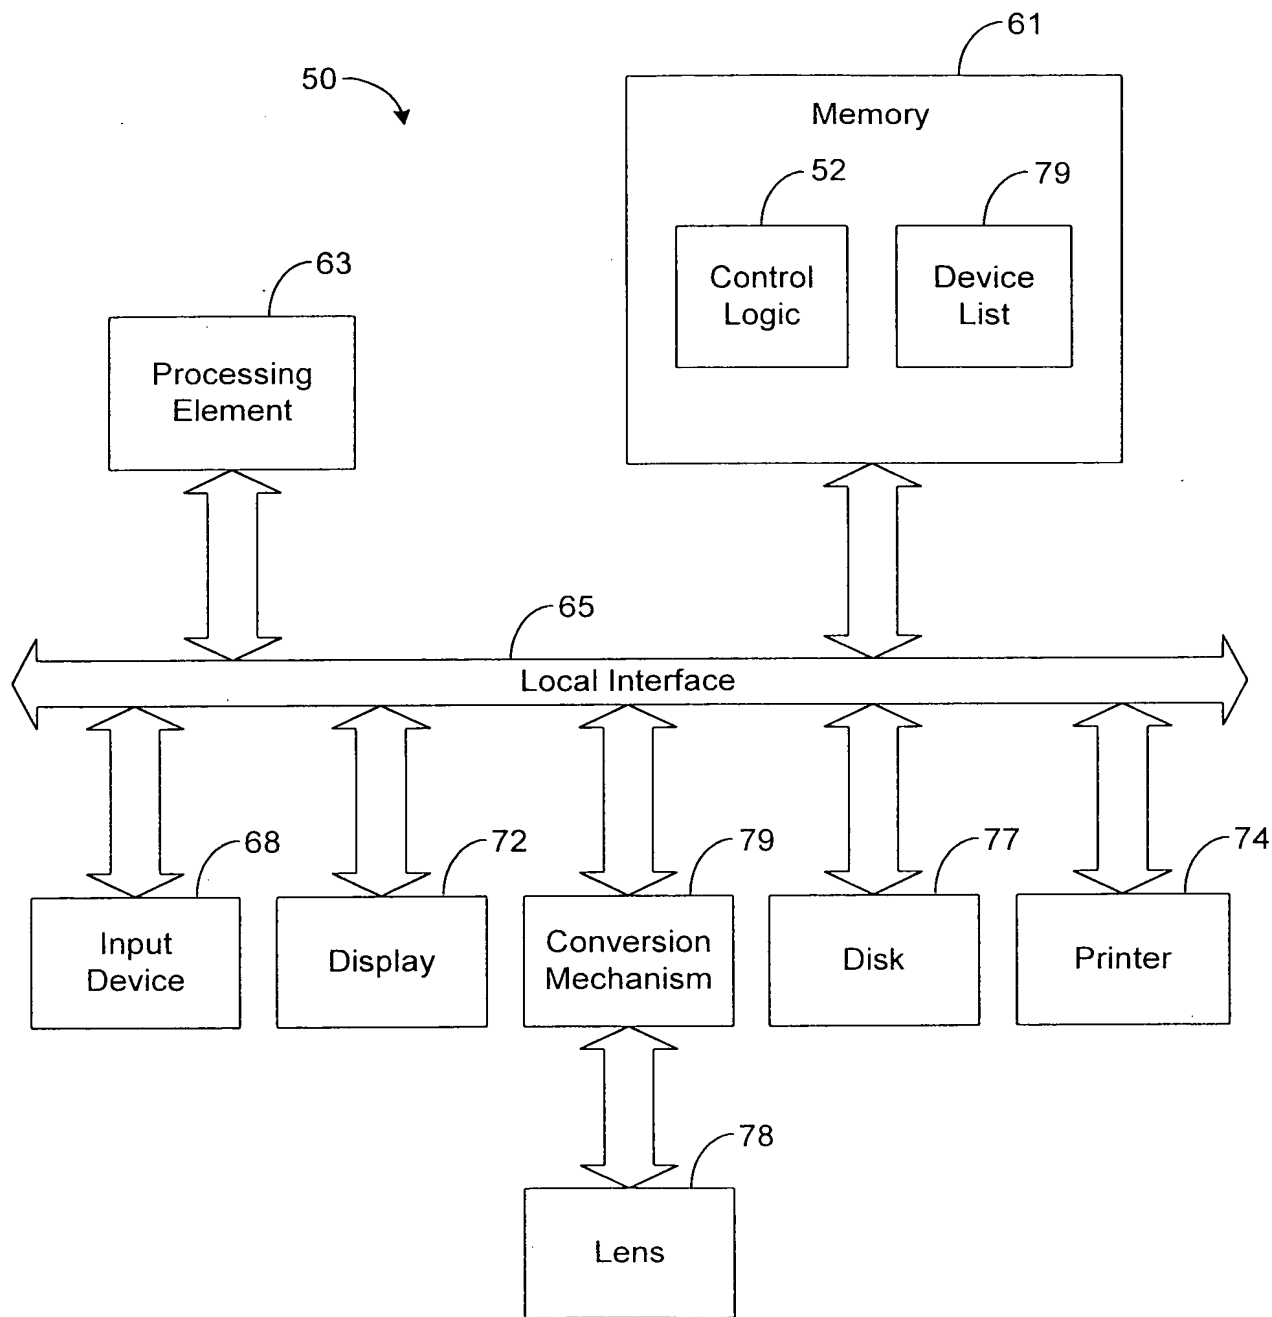 61
50
Memory
52
79
Control
Logic
Device
List
63
Processing
Element
65
Local Interface
68
72
79
77
74
Input
Device
Display
Conversion
Mechanism
Disk
Printer
78
Lens